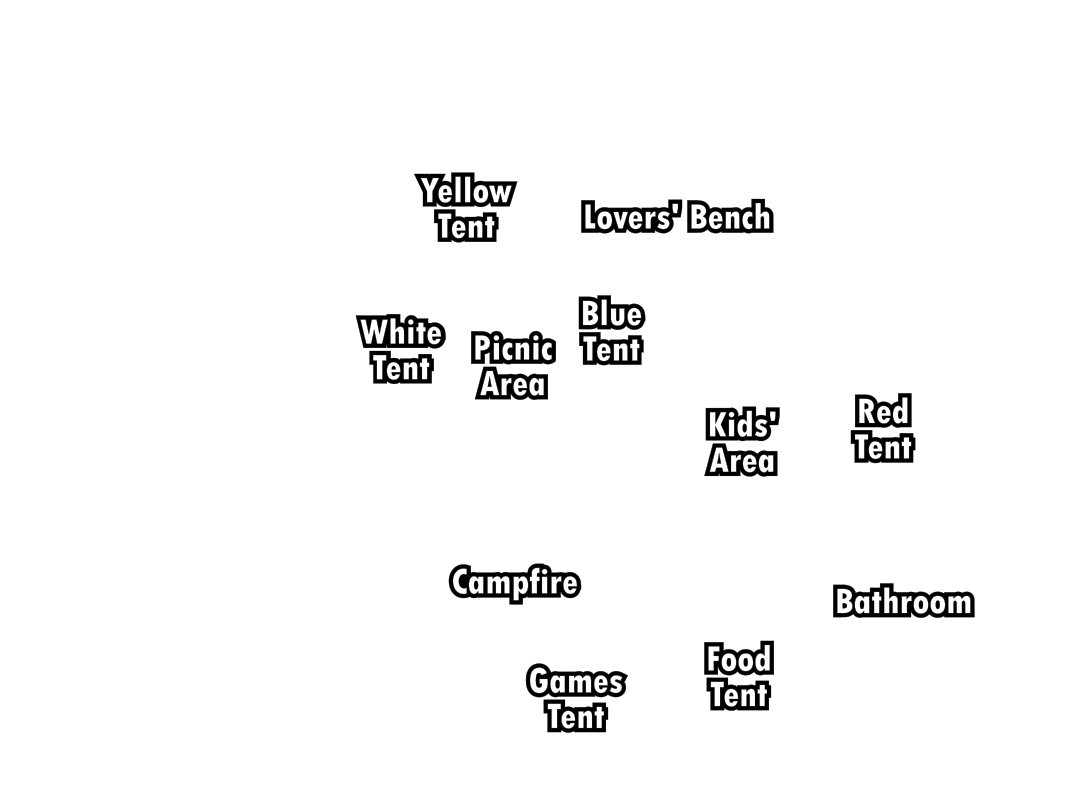 Yellow
Tent
Lovers' Bench
Blue
Tent
White
Tent
Picnic
Area
Kids'
Area
Red
Tent
Campfire
Bathroom
Food
Tent
Games
Tent